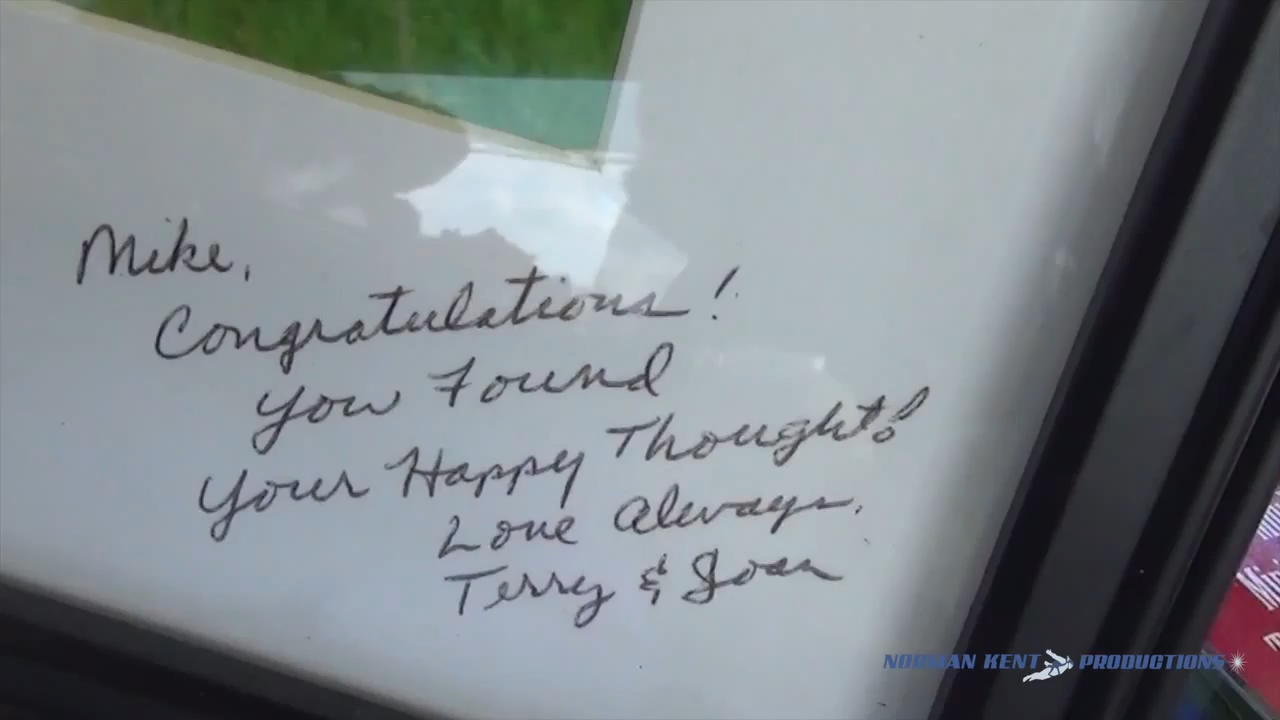 Mike,
Congratulations!
You Found
Your Happy Thought!
Love Always,
Terry & Joan
NORMAN KENT PRODUCTIONS